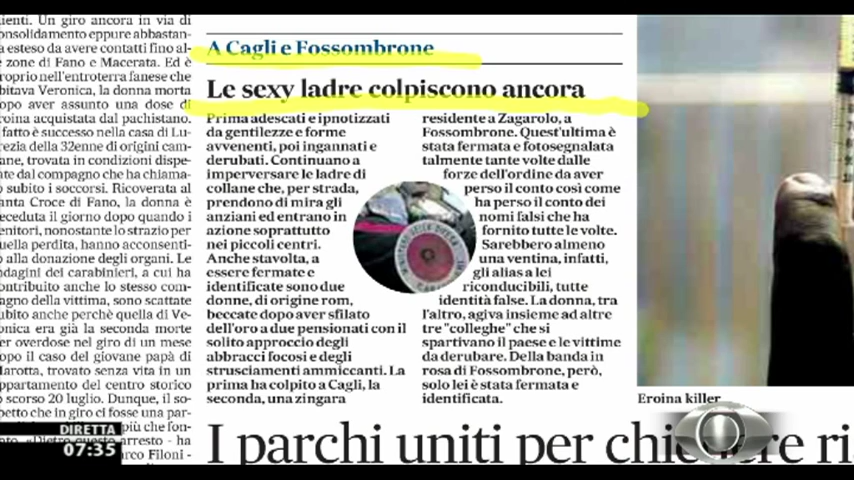 uienti. Un giro ancora in via di
onsolidamento eppure abbastan-
a esteso da avere contatti fino al-
e zone di Fano e Macerata. Ed è
roprio nell'entroterra fanese che
bitava Veronica, la donna morta
opo aver assunto una dose di
roina acquistata dal pachistano.
fatto è successo nella casa di Lu-
rezia della 32enne di origini cam-
ane, trovata in condizioni dispe-
ate dal compagno che ha chiama-
o subito i soccorsi. Ricoverata al
anta Croce di Fano, la donna è
eceduta il giorno dopo quando i
enitori, nonostante lo strazio per
uella perdita, hanno acconsenti-
o alla donazione degli organi. Le
ndagini dei carabinieri, a cui ha
ontribuito anche lo stesso com-
agno della vittima, sono scattate
ubito anche perchè quella di Ve-
onica era già la seconda morte
er overdose nel giro di un mese
opo il caso del giovane papà di
Marotta, trovato senza vita in un
ppartamento del centro storico
o scorso 20 luglio. Dunque, il so-
petto che in giro ci fosse una par-
più che fon-
arresto - ha
arco Filoni -
A Cagli e Fossombrone
Le sexy ladre colpiscono ancora
Prima adescati e ipnotizzati
da gentilezze e forme
avvenenti, poi ingannati e
derubati. Continuano a
imperversare le ladre di
collane che, per strada,
prendono di mira gli
anziani ed entrano in
azione soprattutto
nei piccoli centri.
Anche stavolta, a
essere fermate e
identificate sono due
donne, di origine rom,
beccate dopo aver sfilato
dell'oro a due pensionati con il
solito approccio degli
abbracci focosi e degli
strusciamenti ammiccanti. La
prima ha colpito a Cagli, la
seconda, una zingara
residente a Zagarolo, a
Fossombrone. Quest'ultima è
stata fermata e fotosegnalata
talmente tante volte dalle
forze dell'ordine da aver
perso il conto così come
ha perso il conto dei
nomi falsi che ha
fornito tutte le volte.
Sarebbero almeno
una ventina, infatti,
gli alias a lei
riconducibili, tutte
identità false. La donna, tra
l'altro, agiva insieme ad altre
tre "colleghe" che si
spartivano il paese e le vittime
da derubare. Della banda in
rosa di Fossombrone, però,
solo lei è stata fermata e
identificata.
Eroina killer
I parchi uniti per chiedere ri
DIRETTA
07:35